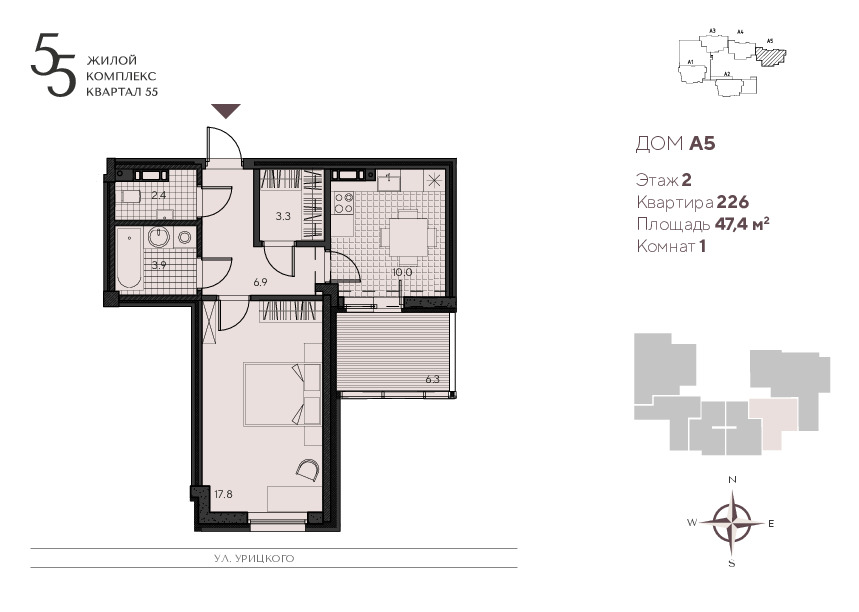 55
ЖИЛОЙ
КОМПЛЕКС
КВАРТАЛ 55
A3
A4
A5
A1
A2
ДОМ А5
Этаж 2
Квартира 226
Площадь 47,4 м²
Комнат 1
2.4
3.3
3.9
6.9
10.0
6.3
17.8
N
W
E
S
УЛ. УРИЦКОГО